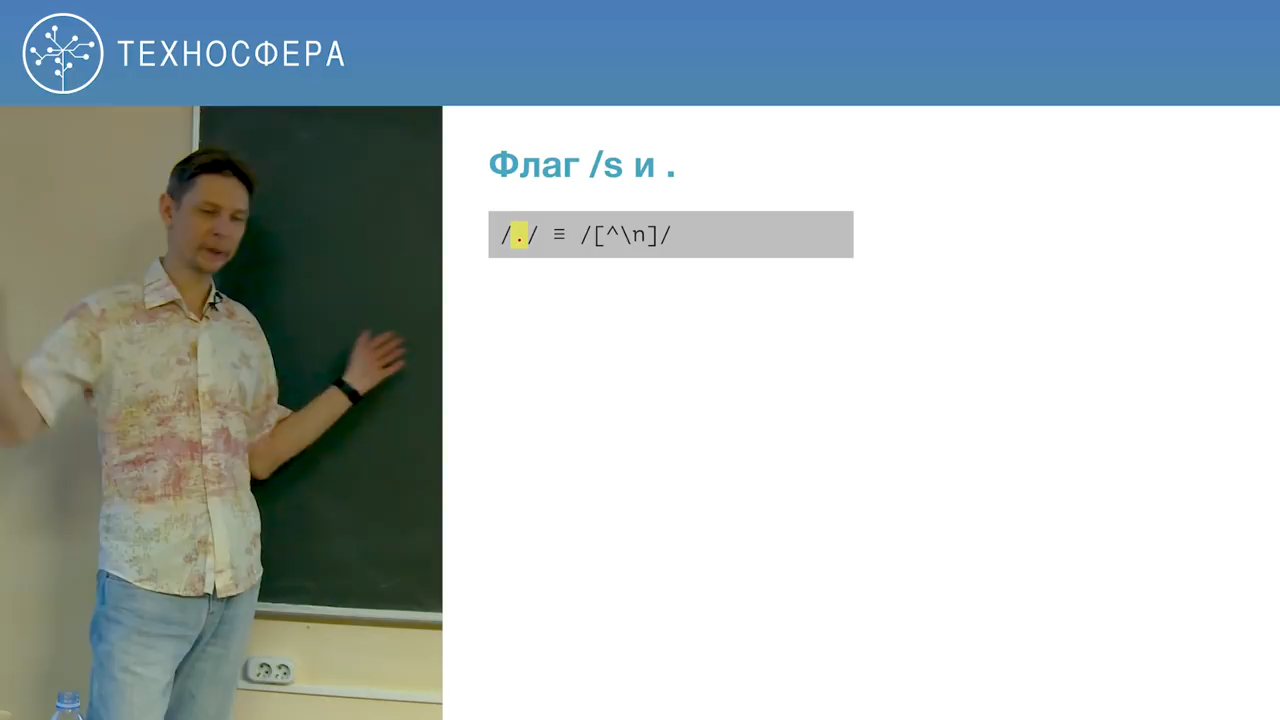 ТЕХНОСФЕРА
Флаг /s и .
/./ ≡ /[^\n]/